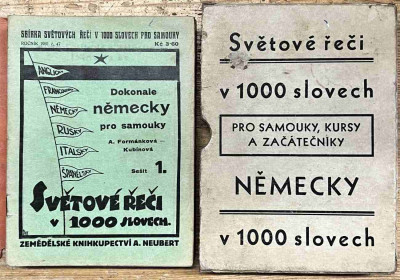 SBÍRKA SVĚTOVÝCH ŘEČÍ V 1000 SLOVECH PRO SAMOUKY
Kč 3·60
ANGLICKY
FRANCOUZSKY
NĚMECKY
RUSKY
ITALSKY
ŠPANĚLSKY
Dokonale
německy
pro samouky
A. Formánková-
Kubínová
Sešit 1.
SVĚTOVÉ ŘEČI
v 1000 SLOVECH.
ZEMĚDĚLSKÉ KNIHKUPECTVÍ A. NEUBERT
Světové řeči
v 1000 slovech
PRO SAMOUKY, KURSY
A ZAČÁTEČNÍKY
NĚMECKY
v 1000 slovech